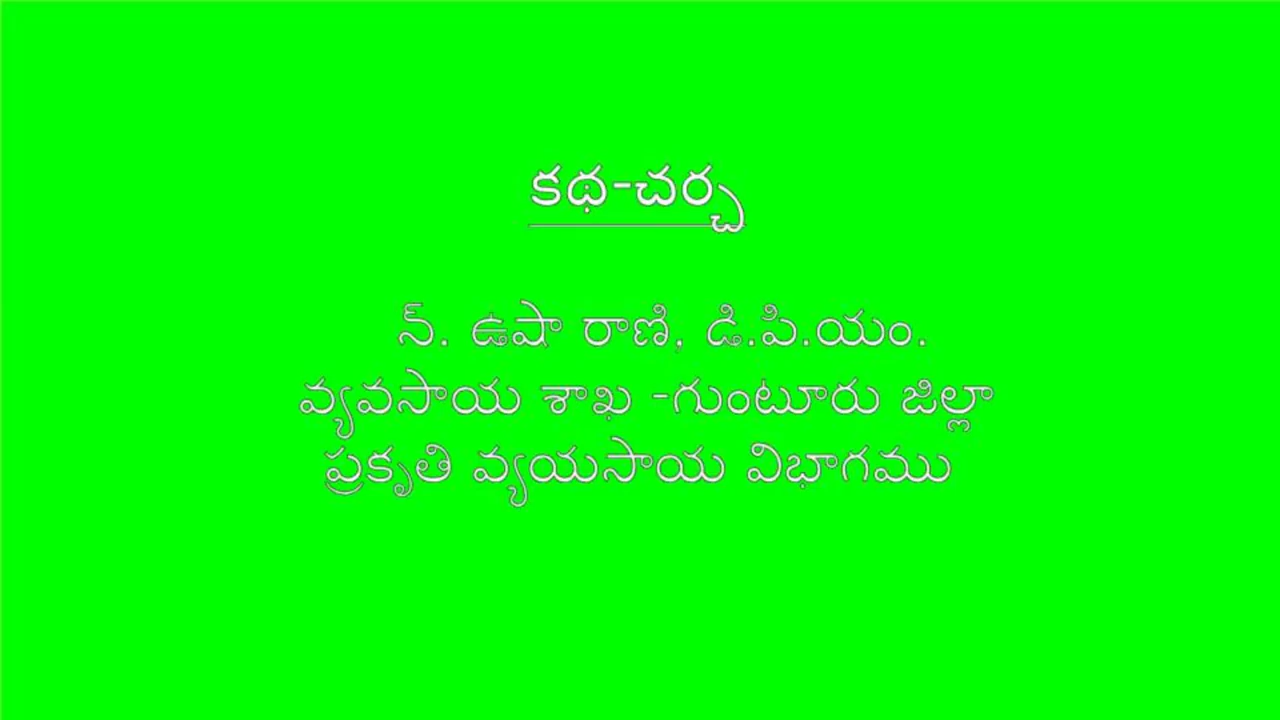 కథ-చర్చ
న్. ఉషా రాణి, డి.పి.యం.
వ్యవసాయ శాఖ -గుంటూరు జిల్లా
ప్రకృతి వ్యయసాయ విభాగము